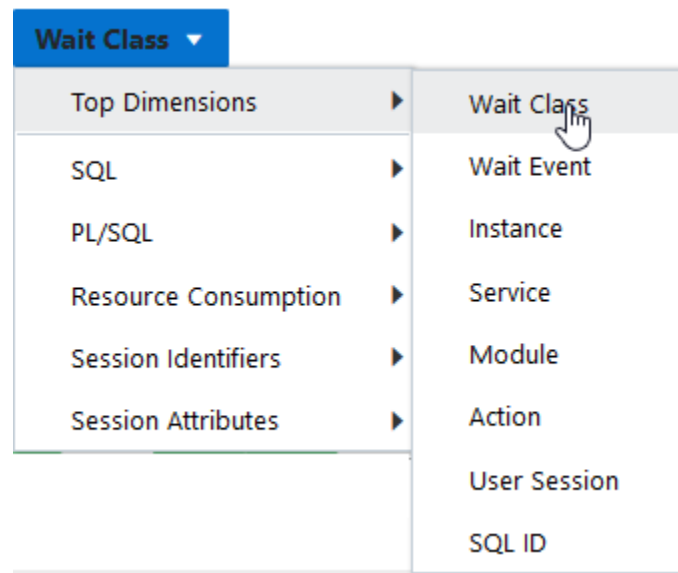 Wait Class
Top Dimensions
SQL
PL/SQL
Resource Consumption
Session Identifiers
Session Attributes
Wait Class
Wait Event
Instance
Service
Module
Action
User Session
SQL ID